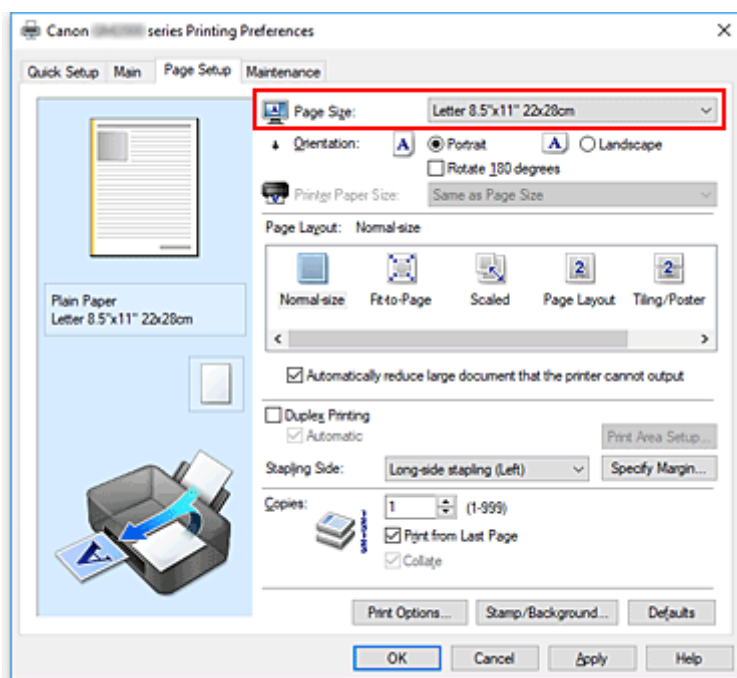 Canon series Printing Preferences
Quick Setup Main Page Setup Maintenance
Page Size: Letter 8.5"x11" 22x28cm
Orientation: A Portrait A Landscape
Rotate 180 degrees
Printer Paper Size: Same as Page Size
Page Layout: Normal-size
2 2
Normal-size Fit-to-Page Scaled Page Layout Tiling/Poster
Plain Paper
Letter 8.5"x11" 22x28cm
Automatically reduce large document that the printer cannot output
Duplex Printing
Automatic Print Area Setup...
Stapling Side: Long-side stapling (Left) Specify Margin...
Copies: 1 (1-999)
Print from Last Page
Collate
A
Print Options... Stamp/Background... Defaults
OK Cancel Apply Help